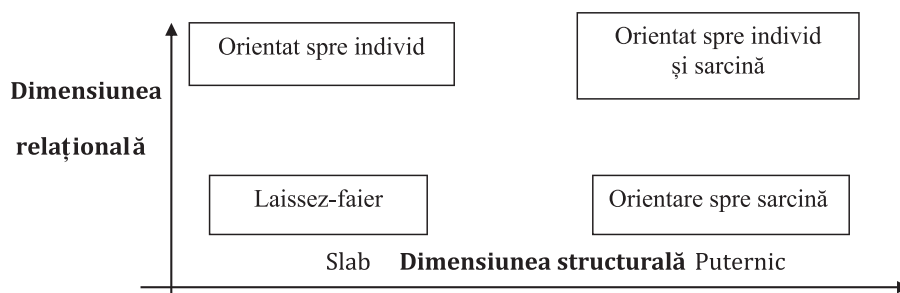 Orientat spre individ
Orientat spre individ
și sarcină
Dimensiunea
relațională
Laissez-faier
Orientare spre sarcină
Slab Dimensiunea structurală Puternic